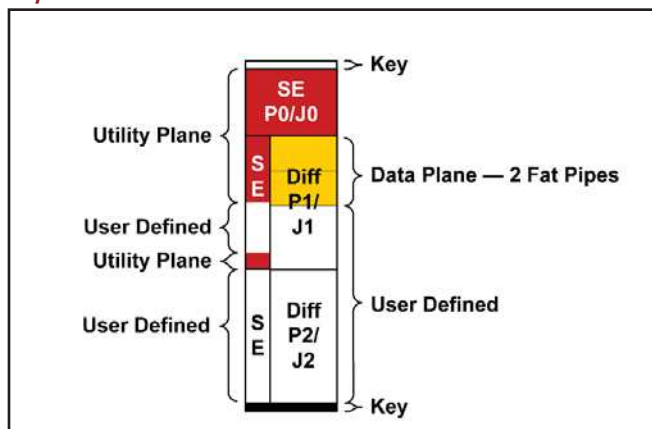 Key
SE
P0/J0
Utility Plane
S
E
Diff
P1/
J1
Data Plane — 2 Fat Pipes
User Defined
Utility Plane
User Defined
S
E
Diff
P2/
J2
User Defined
Key